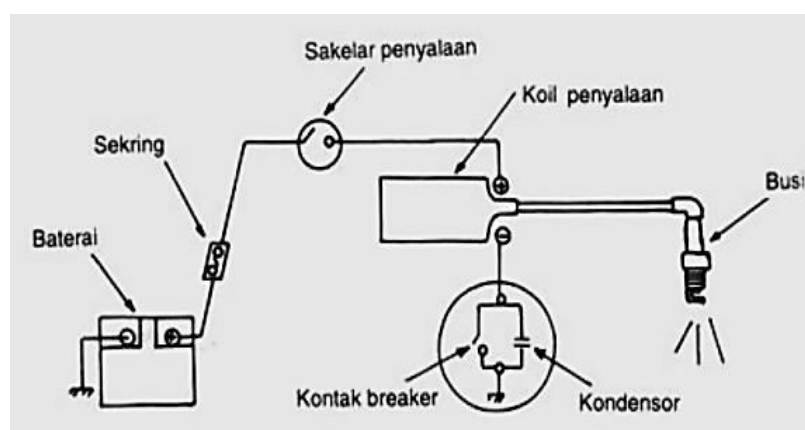 Sakelar penyalaan
Koil penyalaan
Sekring
Busi
Baterai
Kontak breaker
Kondensor